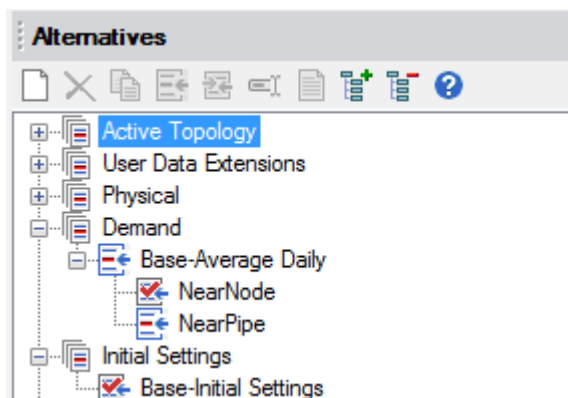 Alternatives
Active Topology
User Data Extensions
Physical
Demand
Base-Average Daily
NearNode
NearPipe
Initial Settings
Base-Initial Settings